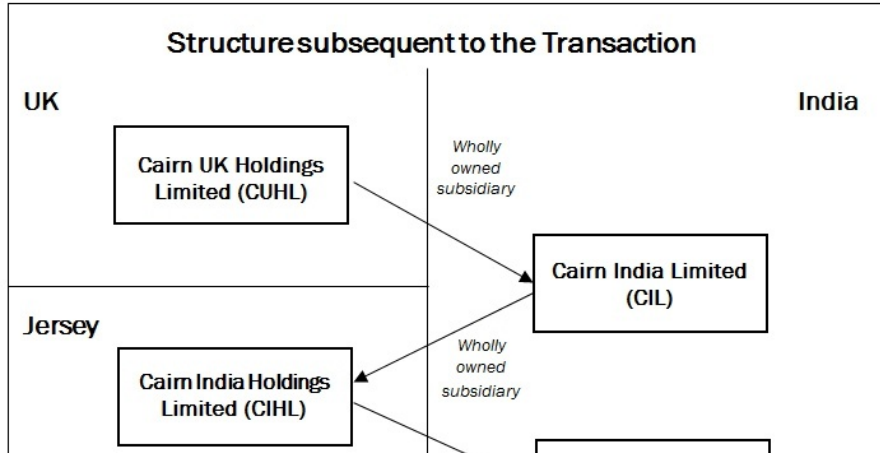 Structure subsequent to the Transaction
UK
India
Cairn UK Holdings
Limited (CUHL)
Wholly
owned
subsidiary
Cairn India Limited
(CIL)
Jersey
Wholly
owned
subsidiary
Cairn India Holdings
Limited (CIHL)